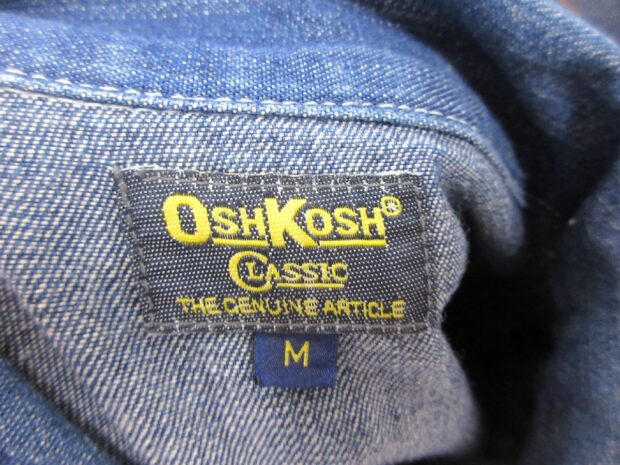 OSHKOSH®
CLASSIC
THE GENUINE ARTICLE
M